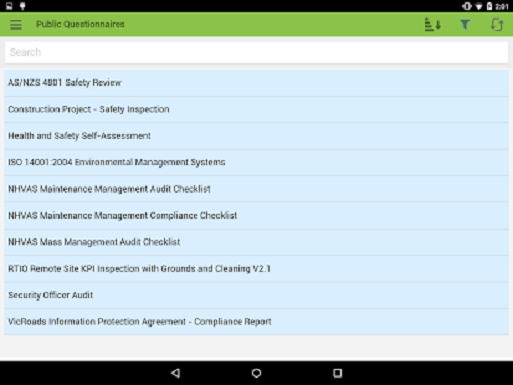 2:01
Public Questionnaires
Search
AS/NZS 4801 Safety Review
Construction Project - Safety Inspection
Health and Safety Self-Assessment
ISO 14001:2004 Environmental Management Systems
NHVAS Maintenance Management Audit Checklist
NHVAS Maintenance Management Compliance Checklist
NHVAS Mass Management Audit Checklist
RTIO Remote Site KPI Inspection with Grounds and Cleaning V2.1
Security Officer Audit
VicRoads Information Protection Agreement - Compliance Report